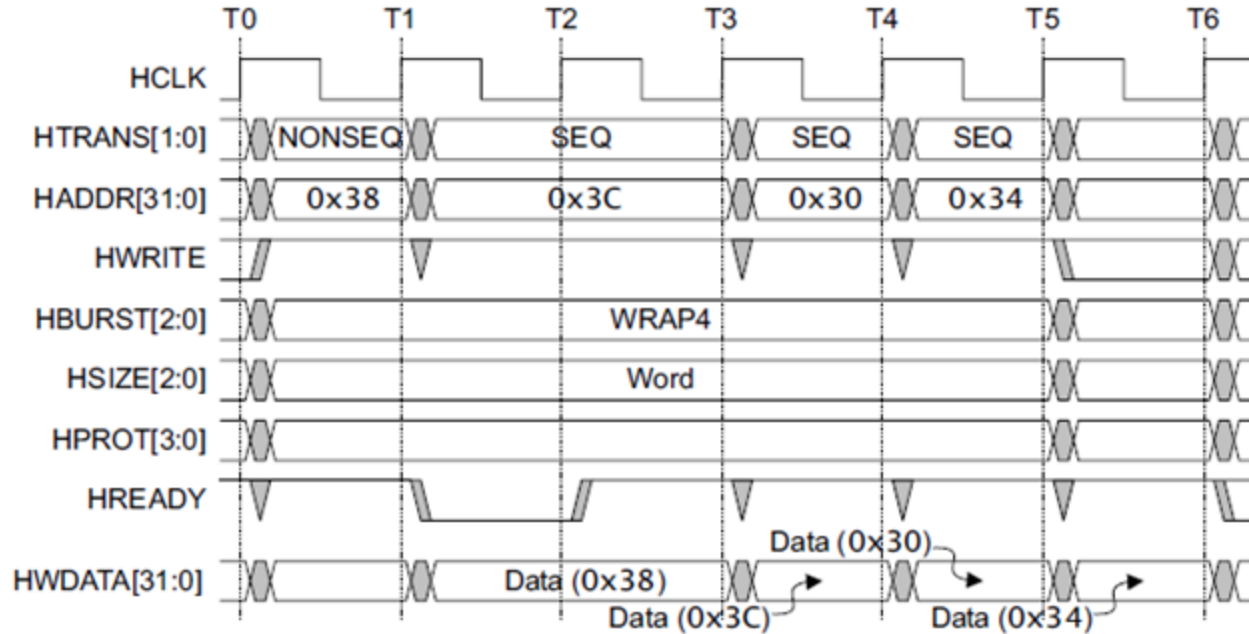 T0 T1 T2 T3 T4 T5 T6
HCLK
HTRANS[1:0] NONSEQ SEQ SEQ SEQ
HADDR[31:0] 0x38 0x3C 0x30 0x34
HWRITE
HBURST[2:0] WRAP4
HSIZE[2:0] Word
HPROT[3:0]
HREADY
Data (0x30)
HWDATA[31:0] Data (0x38)
Data (0x3C) Data (0x34)